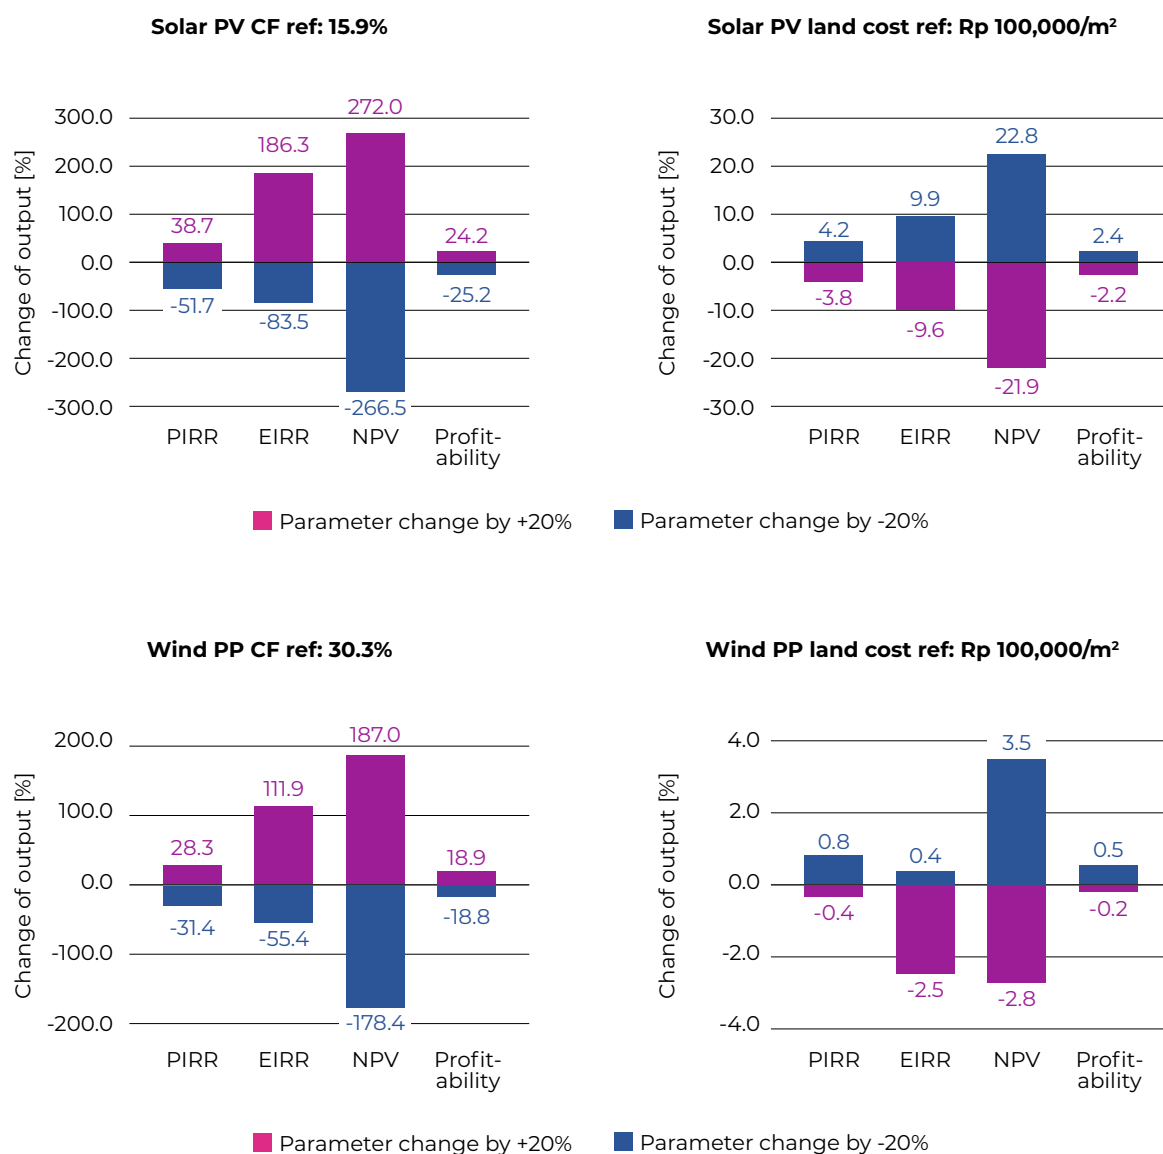 Solar PV CF ref: 15.9%
Change of output [%]
300.0
200.0
100.0
0.0
-100.0
-200.0
-300.0
38.7
186.3
272.0
24.2
-51.7
-83.5
-266.5
-25.2
PIRR
EIRR
NPV
Profit-
ability
Solar PV land cost ref: Rp 100,000/m²
Change of output [%]
30.0
20.0
10.0
0.0
-10.0
-20.0
-30.0
4.2
9.9
22.8
2.4
-3.8
-9.6
-21.9
-2.2
PIRR
EIRR
NPV
Profit-
ability
Parameter change by +20%
Parameter change by -20%
Wind PP CF ref: 30.3%
Change of output [%]
200.0
100.0
0.0
-100.0
-200.0
28.3
111.9
187.0
18.9
-31.4
-55.4
-178.4
-18.8
PIRR
EIRR
NPV
Profit-
ability
Wind PP land cost ref: Rp 100,000/m²
Change of output [%]
4.0
2.0
0.0
-2.0
-4.0
0.8
0.4
3.5
0.5
-0.4
-2.5
-2.8
-0.2
PIRR
EIRR
NPV
Profit-
ability
Parameter change by +20%
Parameter change by -20%